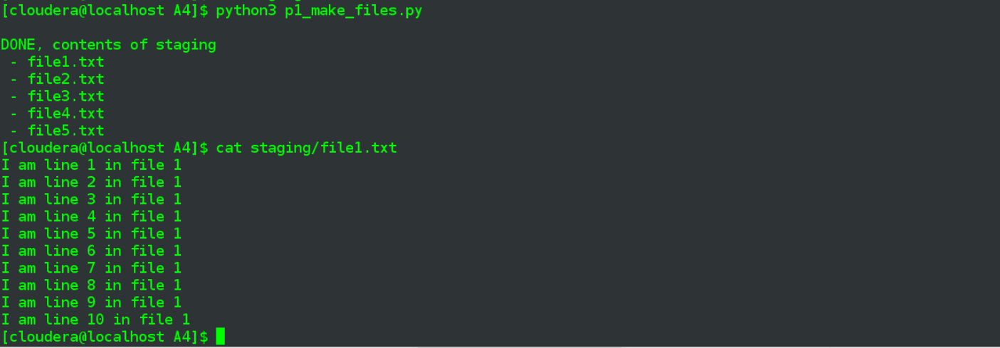 [cloudera@localhost A4]$ python3 p1_make_files.py
DONE, contents of staging
- file1.txt
- file2.txt
- file3.txt
- file4.txt
- file5.txt
[cloudera@localhost A4]$ cat staging/file1.txt
I am line 1 in file 1
I am line 2 in file 1
I am line 3 in file 1
I am line 4 in file 1
I am line 5 in file 1
I am line 6 in file 1
I am line 7 in file 1
I am line 8 in file 1
I am line 9 in file 1
I am line 10 in file 1
[cloudera@localhost A4]$